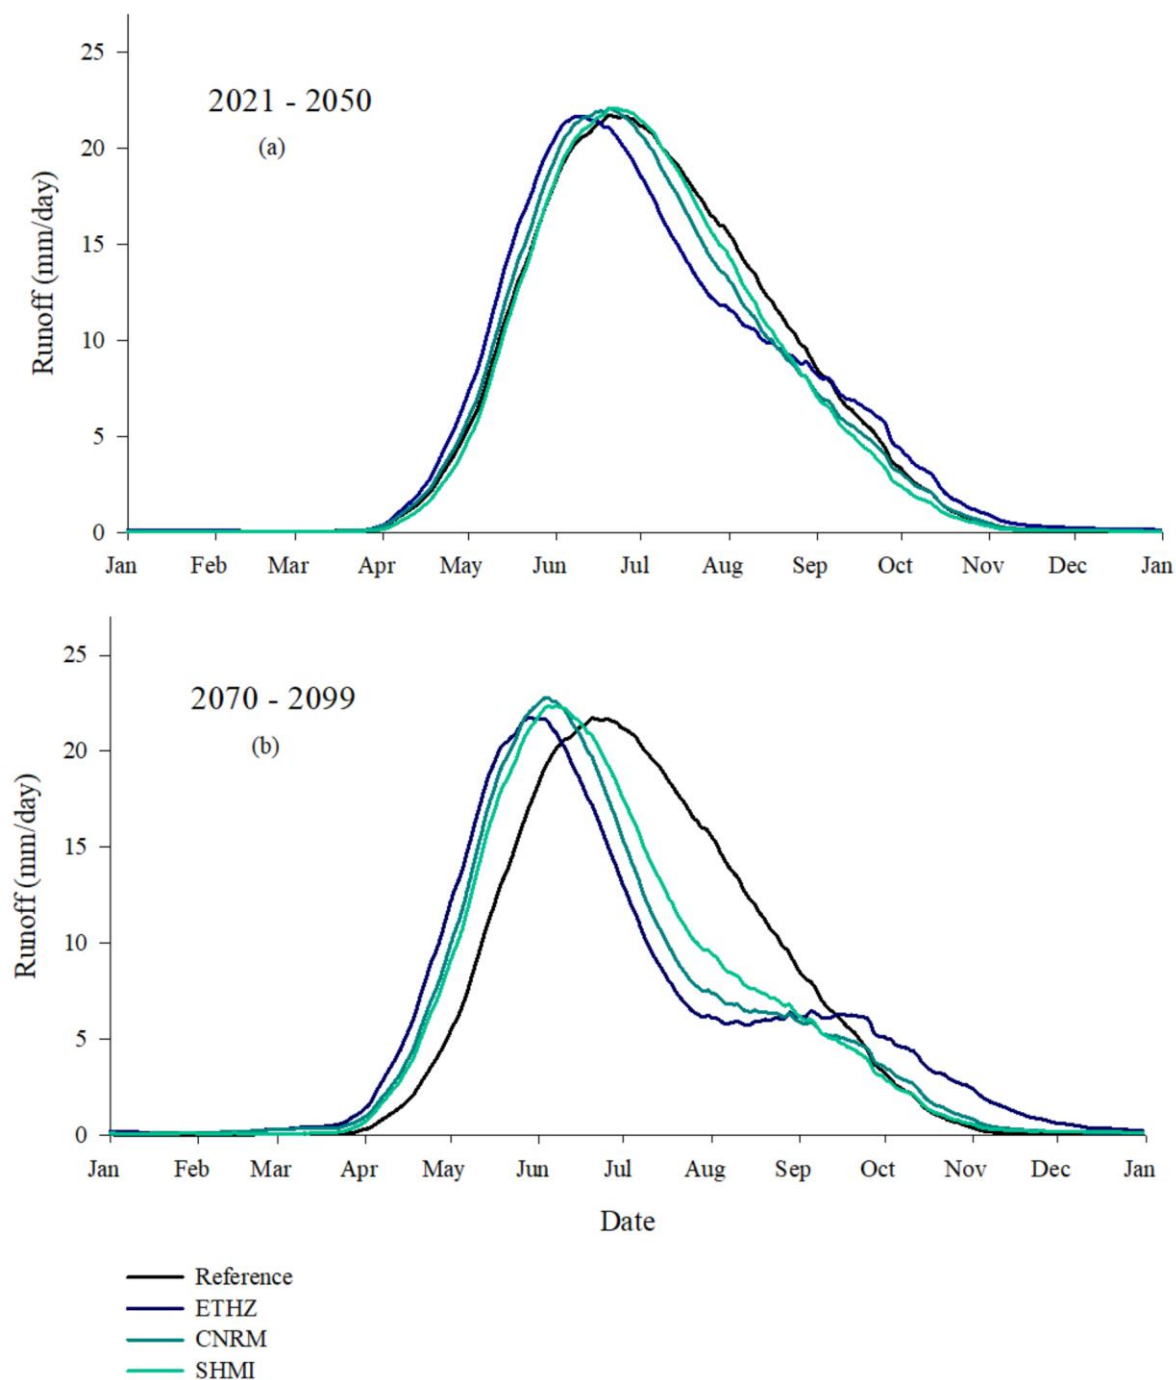 25
2021 - 2050
(a)
20
15
10
5
0
Runoff (mm/day)
Jan Feb Mar Apr May Jun Jul Aug Sep Oct Nov Dec Jan
25
2070 - 2099
(b)
20
15
10
5
0
Runoff (mm/day)
Jan Feb Mar Apr May Jun Jul Aug Sep Oct Nov Dec Jan
Date
Reference
ETHZ
CNRM
SHMI